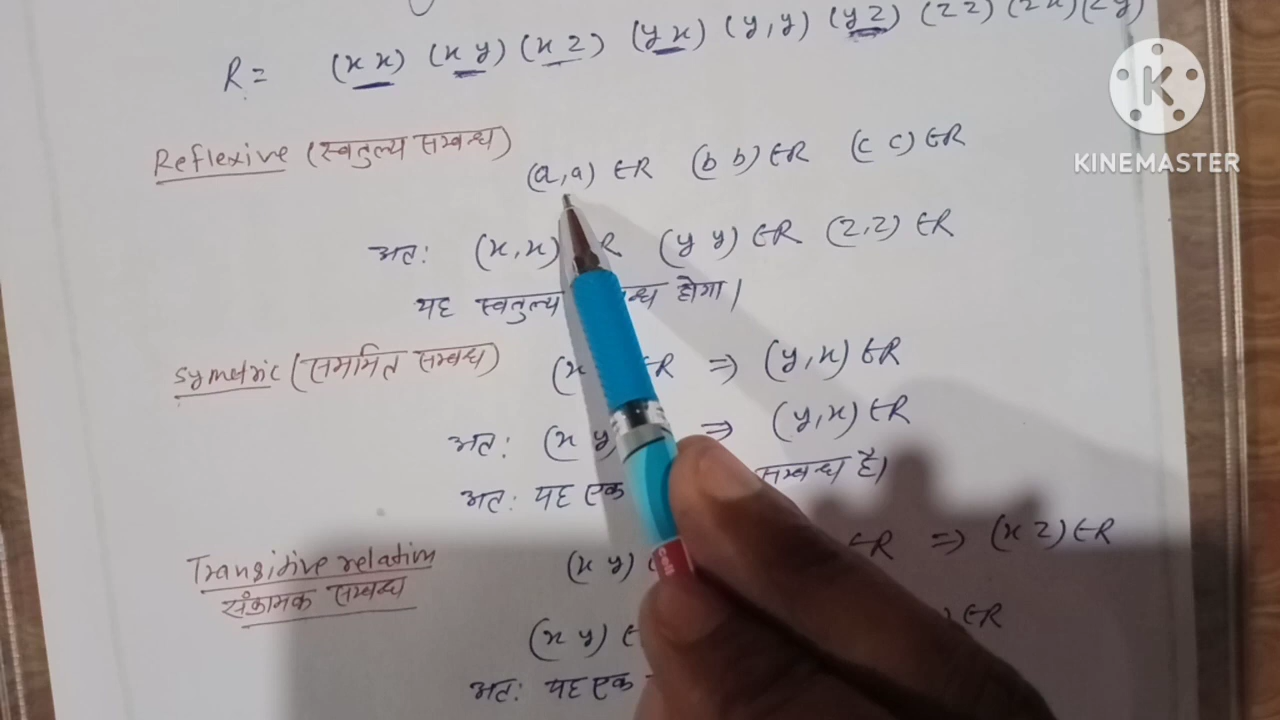 R = (x x) (x y) (x z) (y x) (y, y) (y z) (z z) (z x) (z y)
KINEMASTER
Reflexive (स्वतुल्य सम्बन्ध)
(a, a) ∈R (b b) ∈R (c c) ∈R
अतः (x, x) R (y y) ∈R (z, z) ∈R
यह स्वतुल्य होगा।
Symetric (सममित सम्बन्ध) (x ∈R ⇒ (y, x) ∈R
अतः (x y) ⇒ (y, x) ∈R
अतः यह एक सम्बन्ध है।
Transitive relation (x y) ∈R ⇒ (x z) ∈R
संक्रामक सम्बन्ध
(x y) ∈ ∈R
अतः यह एक